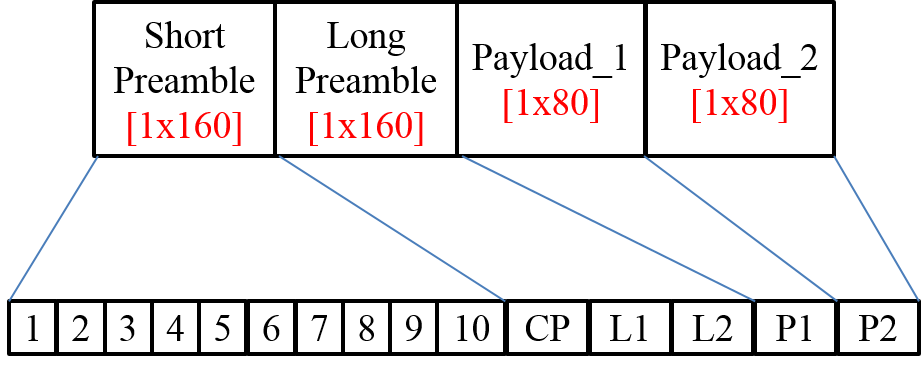 Short
Preamble
[1x160]
Long
Preamble
[1x160]
Payload_1
[1x80]
Payload_2
[1x80]
1 2 3 4 5 6 7 8 9 10 CP L1 L2 P1 P2